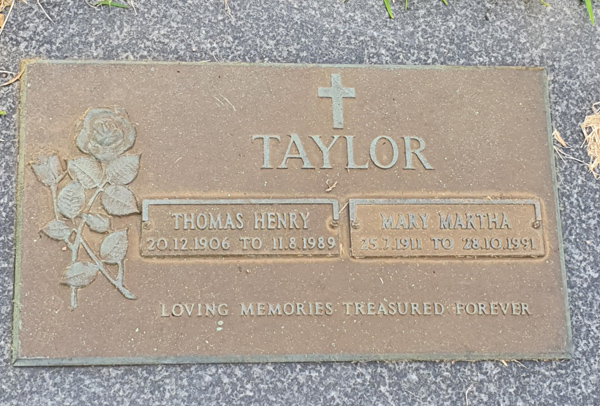 TAYLOR
THOMAS HENRY
20.12.1906 TO 11.8.1989
MARY MARTHA
25.7.1911 TO 28.10.1991
LOVING MEMORIES TREASURED FOREVER